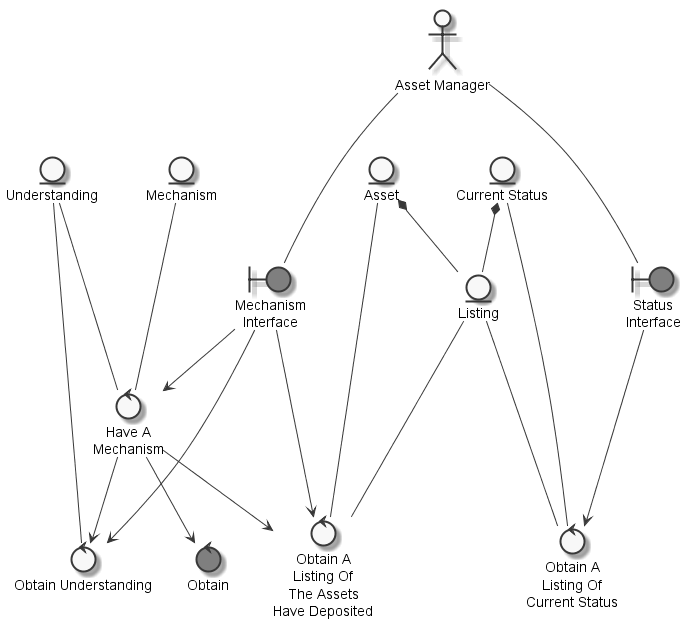 Asset Manager
Understanding
Mechanism
Asset
Current Status
Mechanism
Interface
Listing
Status
Interface
Have A
Mechanism
Obtain Understanding
Obtain
Obtain A
Listing Of
The Assets
Have Deposited
Obtain A
Listing Of
Current Status